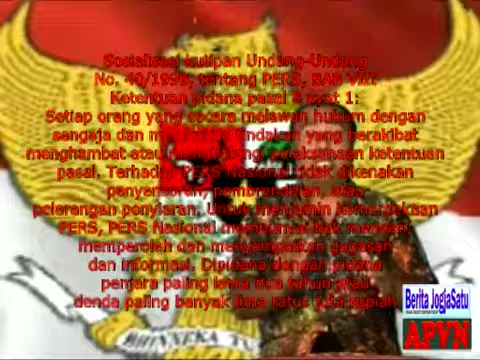 Sosialisasi kutipan Undang-Undang
No. 40/1999, tentang PERS, BAB VIII
Ketentuan pidana pasal 8 ayat 1:
Setiap orang yang secara melawan hukum dengan
sengaja dan tindakan yang berakibat
menghambat atau pelaksanaan ketentuan
pasal, Terhadap PERS Nasional tidak dikenakan
penyensoran, pembreidelan, atau
pelarangan penyiaran, Untuk menjamin kemerdekaan
PERS, PERS Nasional mempunyai hak mencari,
memperoleh dan menyampaikan gagasan
dan informasi. Dipidana dengan pidana
penjara paling lama dua tahun atau
denda paling banyak lima ratus juta rupiah
Berita JogjaSatu
APVN
BHINNEKA TU